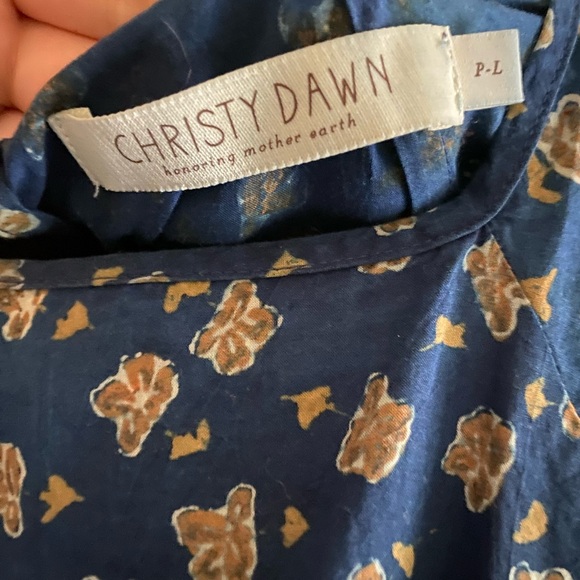 CHRISTY DAWN
honoring mother earth
P-L